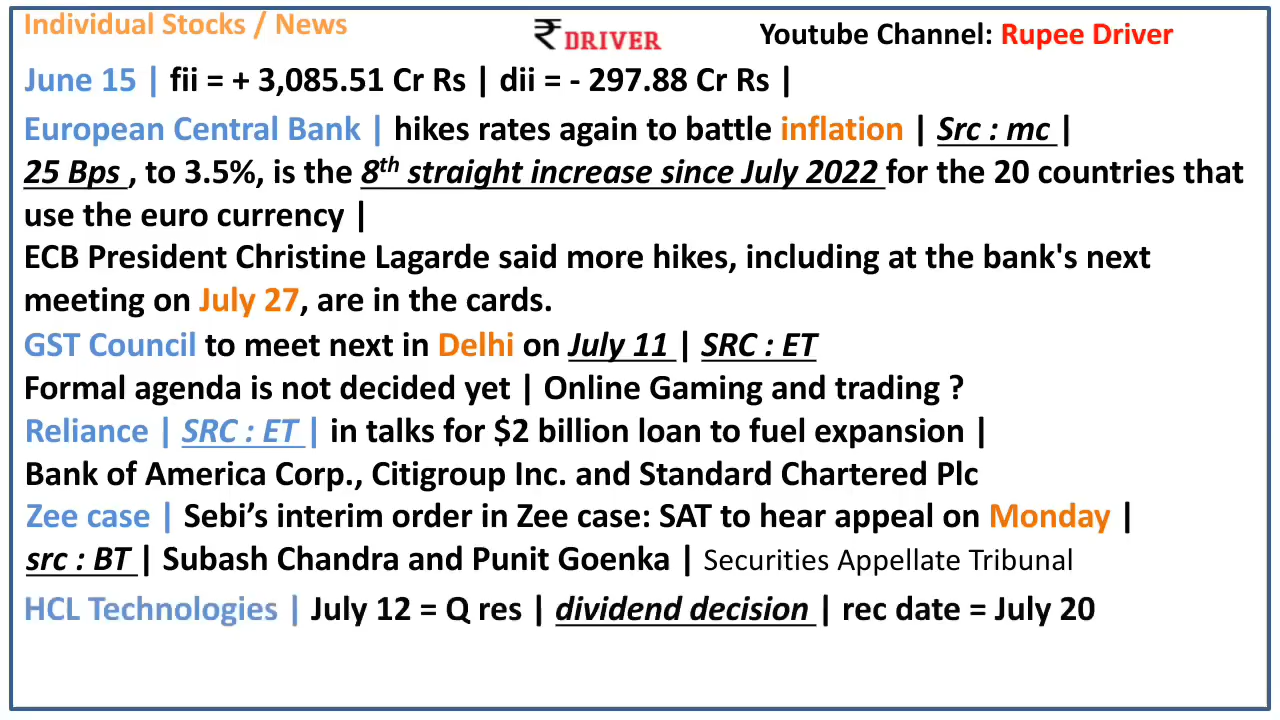 Individual Stocks / News
₹ DRIVER
Youtube Channel: Rupee Driver
June 15 | fii = + 3,085.51 Cr Rs | dii = - 297.88 Cr Rs |
European Central Bank | hikes rates again to battle inflation | Src : mc |
25 Bps , to 3.5%, is the 8th straight increase since July 2022 for the 20 countries that
use the euro currency |
ECB President Christine Lagarde said more hikes, including at the bank's next
meeting on July 27, are in the cards.
GST Council to meet next in Delhi on July 11 | SRC : ET
Formal agenda is not decided yet | Online Gaming and trading ?
Reliance | SRC : ET | in talks for $2 billion loan to fuel expansion |
Bank of America Corp., Citigroup Inc. and Standard Chartered Plc
Zee case | Sebi’s interim order in Zee case: SAT to hear appeal on Monday |
src : BT | Subash Chandra and Punit Goenka | Securities Appellate Tribunal
HCL Technologies | July 12 = Q res | dividend decision | rec date = July 20